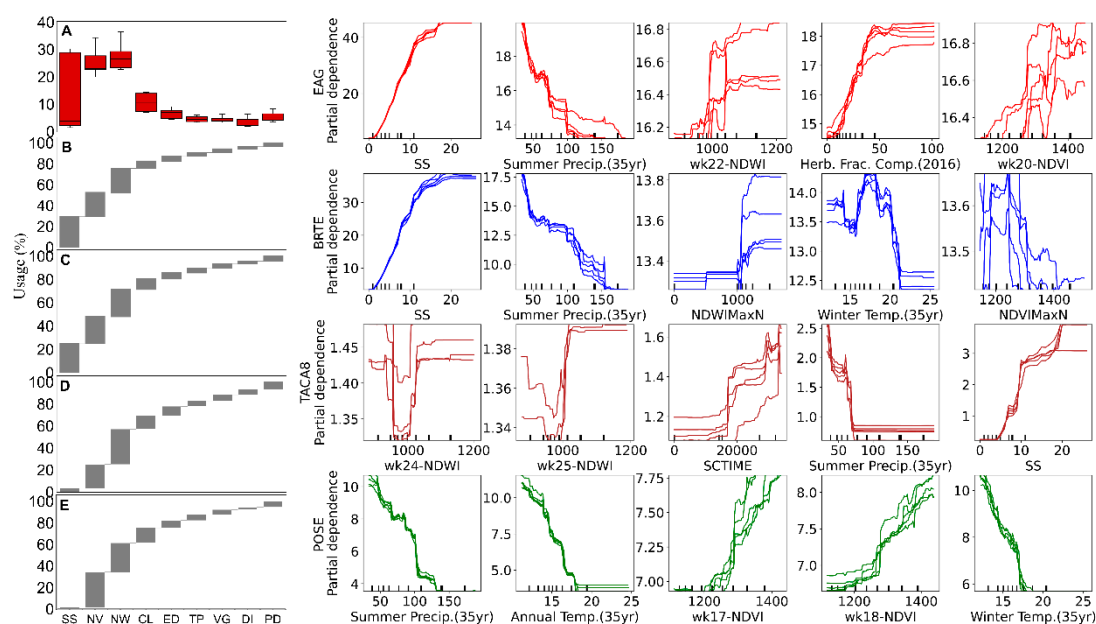 Usage (%)
A
40
30
20
10
0
B
100
80
60
40
20
0
C
100
80
60
40
20
0
D
100
80
60
40
20
0
E
100
80
60
40
20
0
SS NV NW CL ED TP VG DI PD
EAG
Partial dependence
40
20
0 10 20
SS
18
16
14
50 100 150
Summer Precip.(35yr)
16.8
16.6
16.4
16.2
1000 1200
wk22-NDWI
18
17
16
15
0 50 100
Herb. Frac. Comp.(2016)
16.8
16.6
16.4
1200 1400
wk20-NDVI
BRTE
Partial dependence
30
20
10
0 10 20
SS
17.5
15.0
12.5
10.0
50 100 150
Summer Precip.(35yr)
13.8
13.6
13.4
0 1000
NDWIMaxN
14.0
13.5
13.0
12.5
15 20 25
Winter Temp.(35yr)
13.6
13.5
1200 1400
NDVIMaxN
TACA8
Partial dependence
1.45
1.40
1.35
1000 1200
wk24-NDWI
1.38
1.36
1.34
1000 1200
wk25-NDWI
1.6
1.4
1.2
0 20000
SCTIME
2.5
2.0
1.5
1.0
50 100 150
Summer Precip.(35yr)
3
2
1
0 10 20
SS
POSE
Partial dependence
10
8
6
4
50 100 150
Summer Precip.(35yr)
10.0
7.5
5.0
10 15 20 25
Annual Temp.(35yr)
7.75
7.50
7.25
7.00
1200 1400
wk17-NDVI
8.0
7.5
7.0
1200 1400
wk18-NDVI
10
8
6
15 20 25
Winter Temp.(35yr)